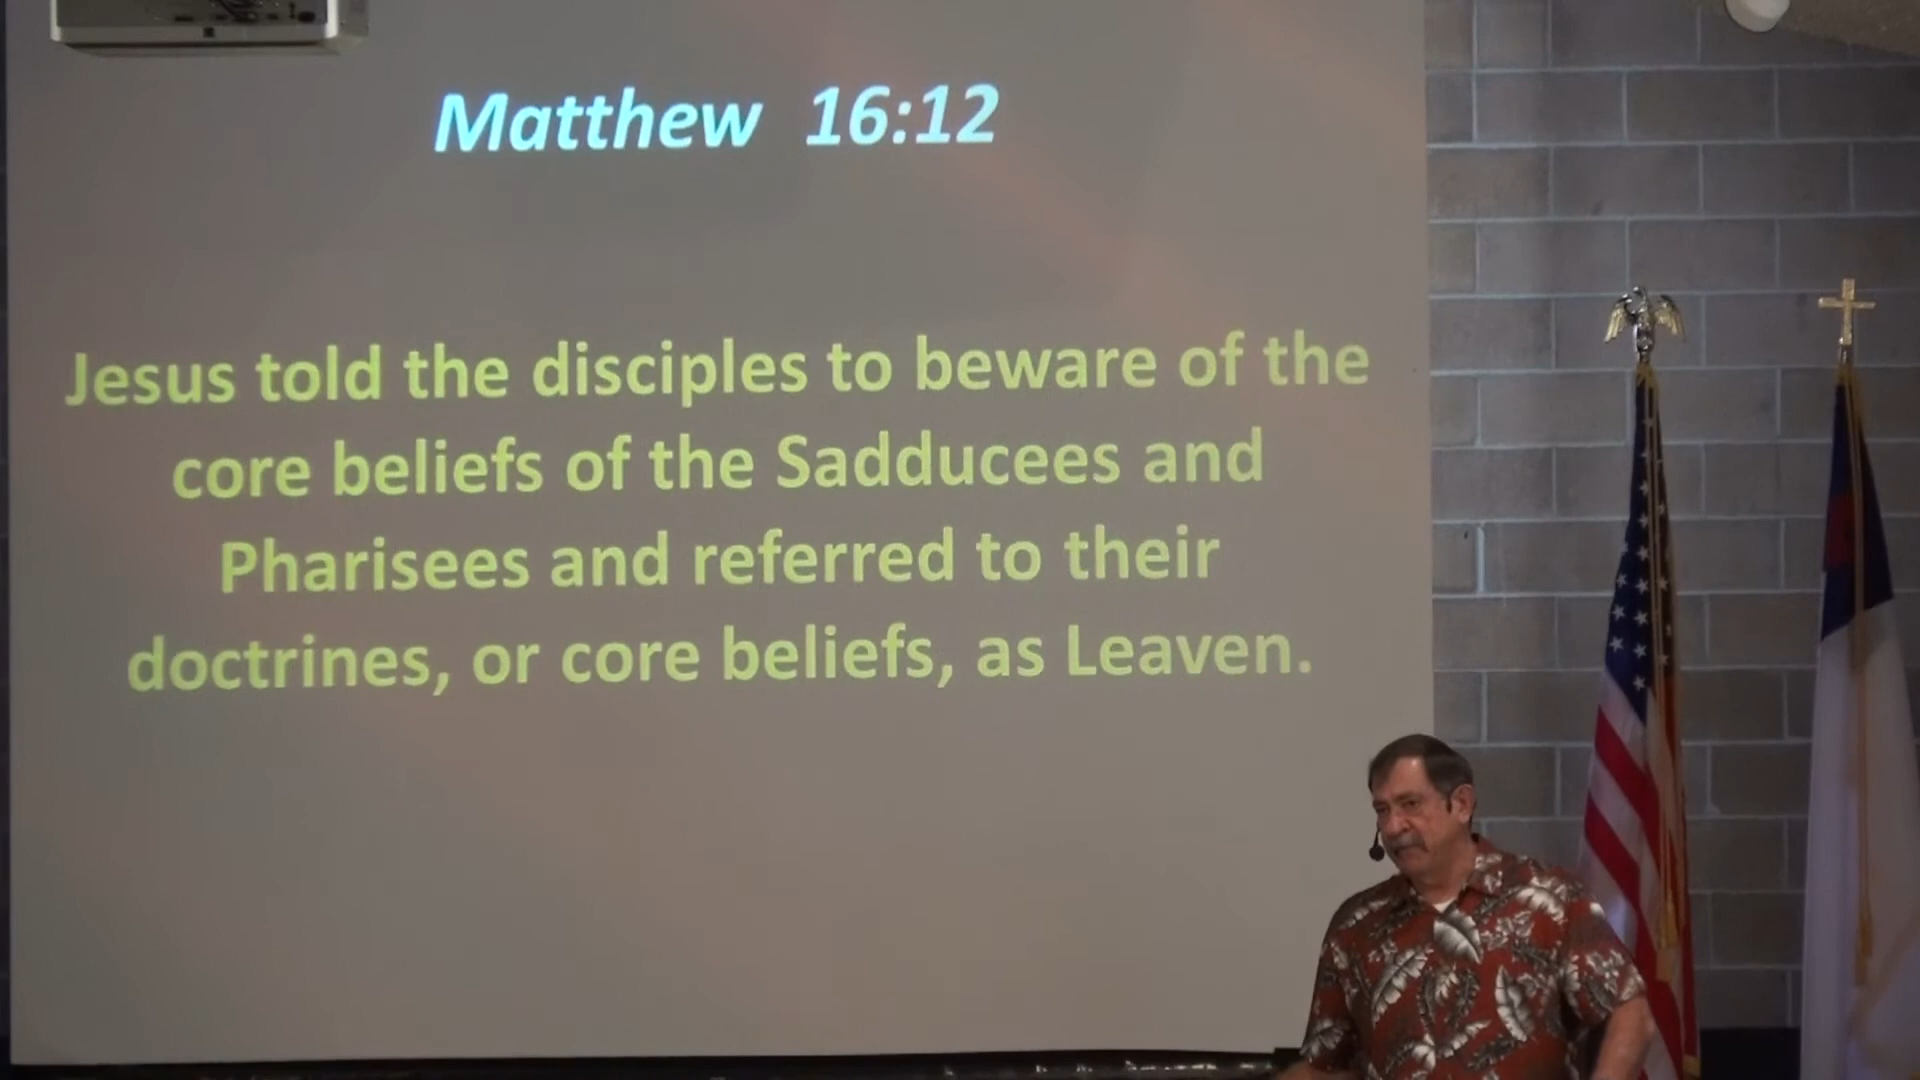 Matthew 16:12
Jesus told the disciples to beware of the
core beliefs of the Sadducees and
Pharisees and referred to their
doctrines, or core beliefs, as Leaven.